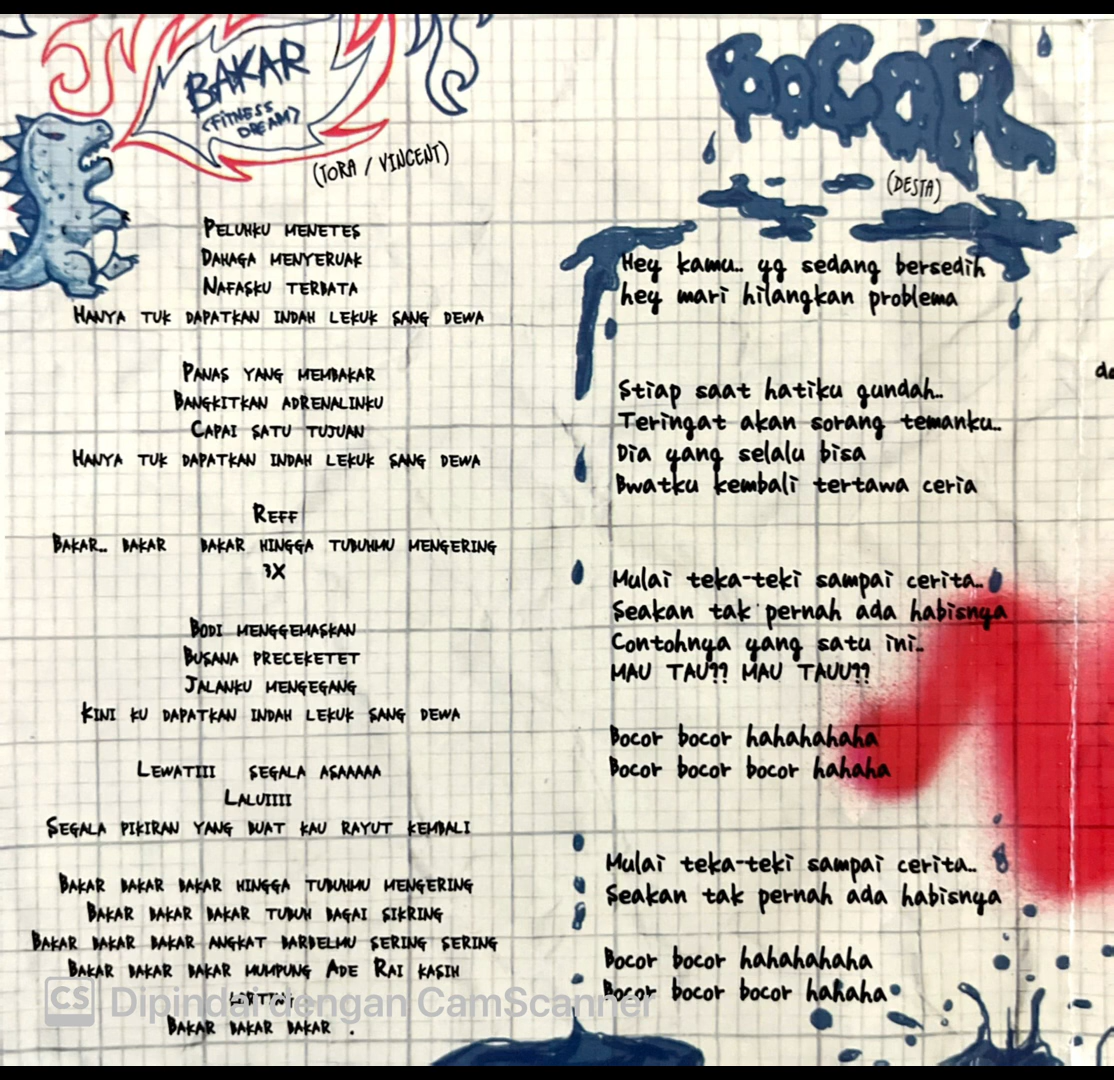 BAKAR
(FITNESS
DREAM)
(TORA / VINCENT)
PELUHKU MENETES
DAHAGA MENYERUAK
NAFASKU TERBATA
HANYA TUK DAPATKAN INDAH LEKUK SANG DEWA
PANAS YANG MEMBAKAR
BANGKITKAN ADRENALINKU
CAPAI SATU TUJUAN
HANYA TUK DAPATKAN INDAH LEKUK SANG DEWA
REFF
BAKAR.. BAKAR BAKAR HINGGA TUBUHMU MENGERING
3X
BODI MENGGEMASKAN
BUSANA PRECEKETET
JALANKU MENGEGANG
KINI KU DAPATKAN INDAH LEKUK SANG DEWA
LEWATIII SEGALA ASAAAAA
LALUIIII
SEGALA PIKIRAN YANG BUAT KAU RAYUT KEMBALI
BAKAR BAKAR BAKAR HINGGA TUBUHMU MENGERING
BAKAR BAKAR BAKAR TUBUH BAGAI SIKRING
BAKAR BAKAR BAKAR ANGKAT BARBELMU SERING SERING
BAKAR BAKAR BAKAR MUMPUNG ADE RAI KASIH
BAKAR BAKAR BAKAR .
BOCOR
(DESTA)
Hey kamu.. yg sedang bersedih
hey mari hilangkan problema
Stiap saat hatiku gundah..
Teringat akan sorang temanku..
Dia yang selalu bisa
Bwatku kembali tertawa ceria
Mulai teka-teki sampai cerita..
Seakan tak pernah ada habisnya
Contohnya yang satu ini..
MAU TAU?? MAU TAUU??
Bocor bocor hahahahaha
Bocor bocor bocor hahaha
Mulai teka-teki sampai cerita..
Seakan tak pernah ada habisnya
Bocor bocor hahahahaha
Bocor bocor bocor hahaha
CS Dipindai dengan CamScanner